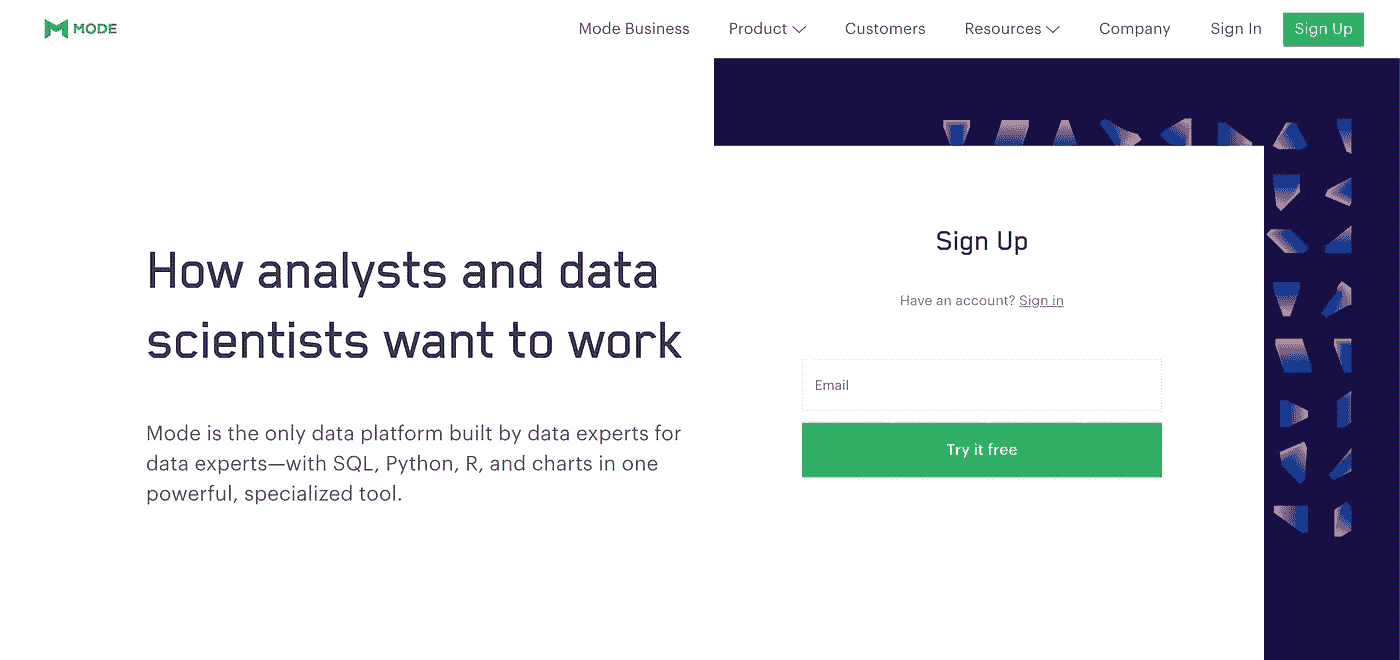 MODE
Mode Business
Product
Customers
Resources
Company
Sign In
Sign Up
How analysts and data
scientists want to work
Mode is the only data platform built by data experts for
data experts—with SQL, Python, R, and charts in one
powerful, specialized tool.
Sign Up
Have an account? Sign in
Email
Try it free